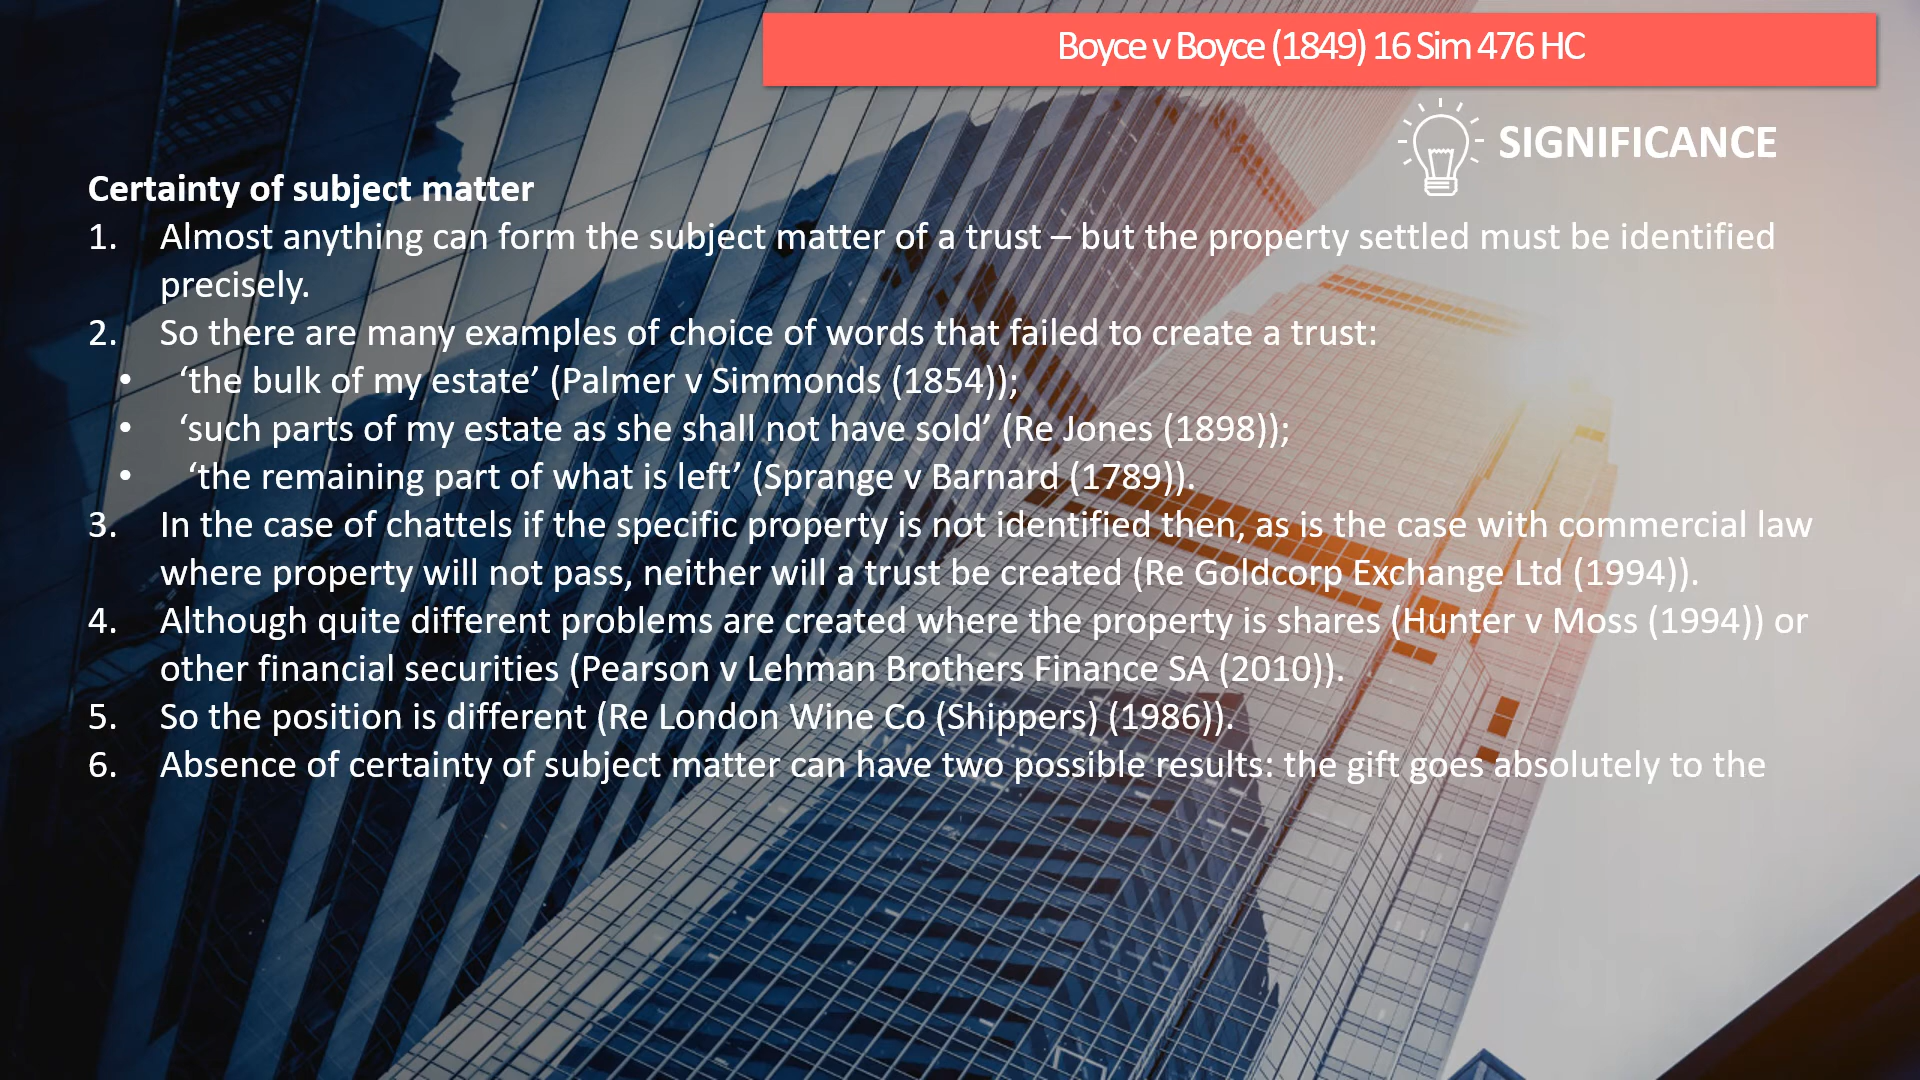 Boyce v Boyce (1849) 16 Sim 476 HC
SIGNIFICANCE
Certainty of subject matter
1. Almost anything can form the subject matter of a trust – but the property settled must be identified
precisely.
2. So there are many examples of choice of words that failed to create a trust:
• ‘the bulk of my estate’ (Palmer v Simmonds (1854));
• ‘such parts of my estate as she shall not have sold’ (Re Jones (1898));
• ‘the remaining part of what is left’ (Sprange v Barnard (1789)).
3. In the case of chattels if the specific property is not identified then, as is the case with commercial law
where property will not pass, neither will a trust be created (Re Goldcorp Exchange Ltd (1994)).
4. Although quite different problems are created where the property is shares (Hunter v Moss (1994)) or
other financial securities (Pearson v Lehman Brothers Finance SA (2010)).
5. So the position is different (Re London Wine Co (Shippers) (1986)).
6. Absence of certainty of subject matter can have two possible results: the gift goes absolutely to the